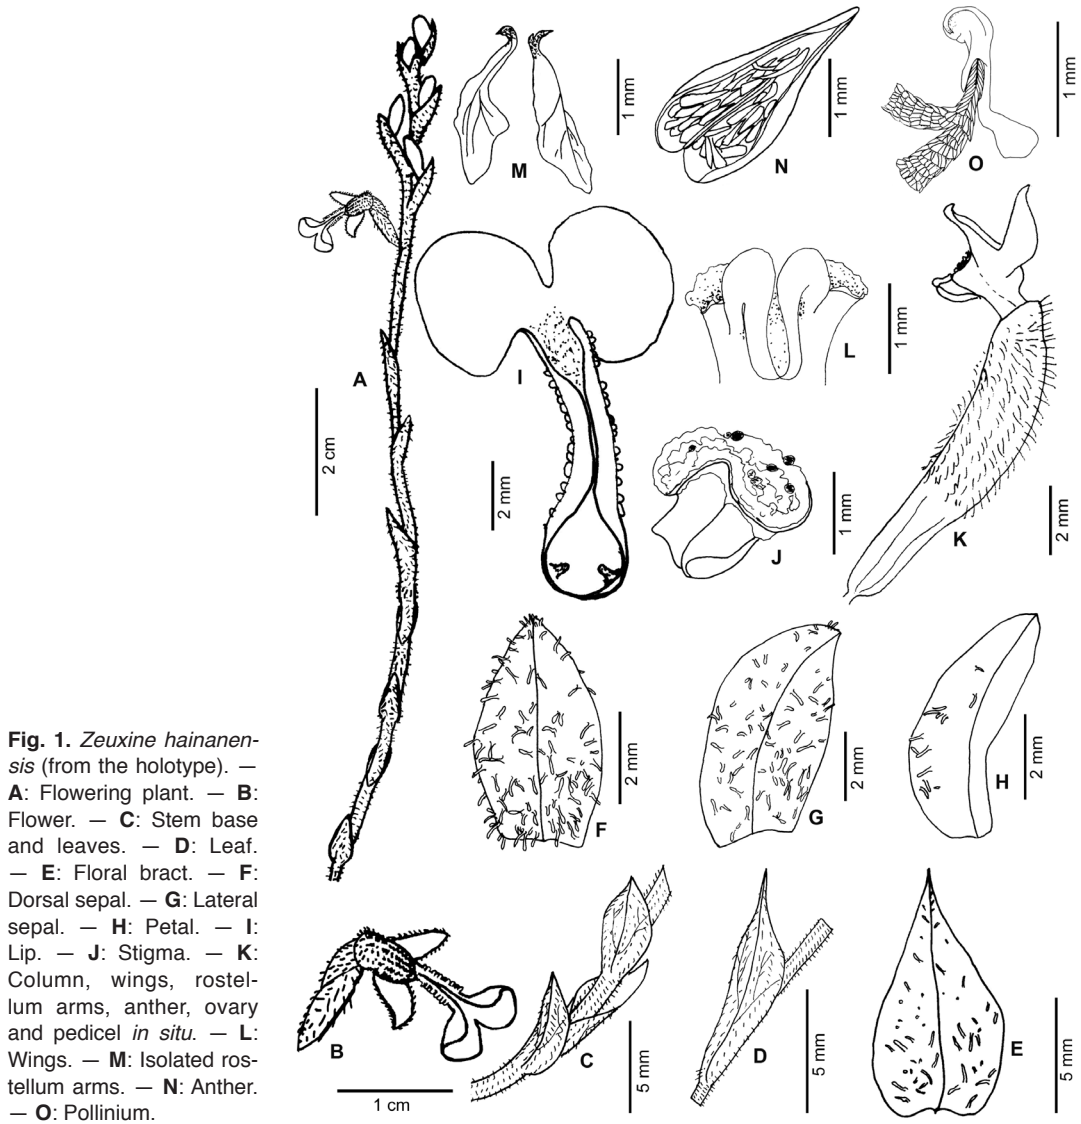 M
1 mm
N
1 mm
O
1 mm
A
2 cm
I
2 mm
L
1 mm
J
1 mm
K
2 mm
F
2 mm
G
2 mm
H
2 mm
Fig. 1. Zeuxine hainanen-
sis (from the holotype). —
A: Flowering plant. — B:
Flower. — C: Stem base
and leaves. — D: Leaf.
— E: Floral bract. — F:
Dorsal sepal. — G: Lateral
sepal. — H: Petal. — I:
Lip. — J: Stigma. — K:
Column, wings, rostel-
lum arms, anther, ovary
and pedicel in situ. — L:
Wings. — M: Isolated ros-
tellum arms. — N: Anther.
— O: Pollinium.
B
1 cm
C
5 mm
D
5 mm
E
5 mm